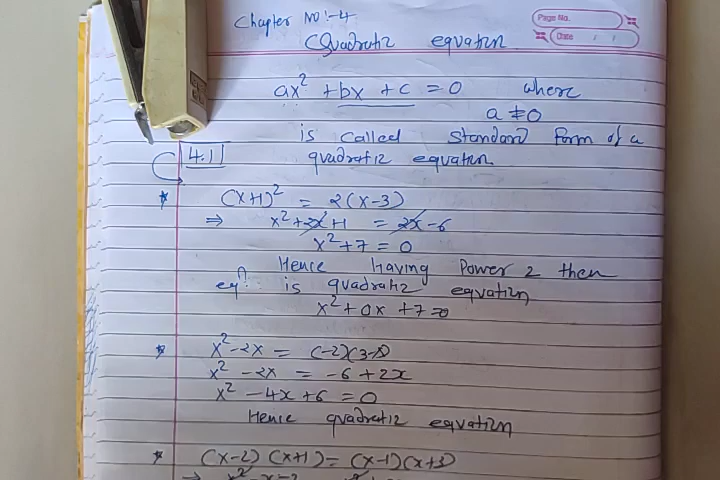 Chapter No:-4
Page No.
Quadratic equation
Date / /
ax² + bx + c = 0 where
a ≠ 0
is called standard form of a
4.1 quadratic equation
* (x+1)² = 2(x-3)
⇒ x²+2x+1 = 2x-6
x²+7 = 0
Hence having Power 2 then
eqn. is quadratic equation
x²+0x+7=0
* x²-2x = (-2)(3-x)
x²-2x = -6+2x
x²-4x+6=0
Hence quadratic equation
* (x-2)(x+1)=(x-1)(x+3)